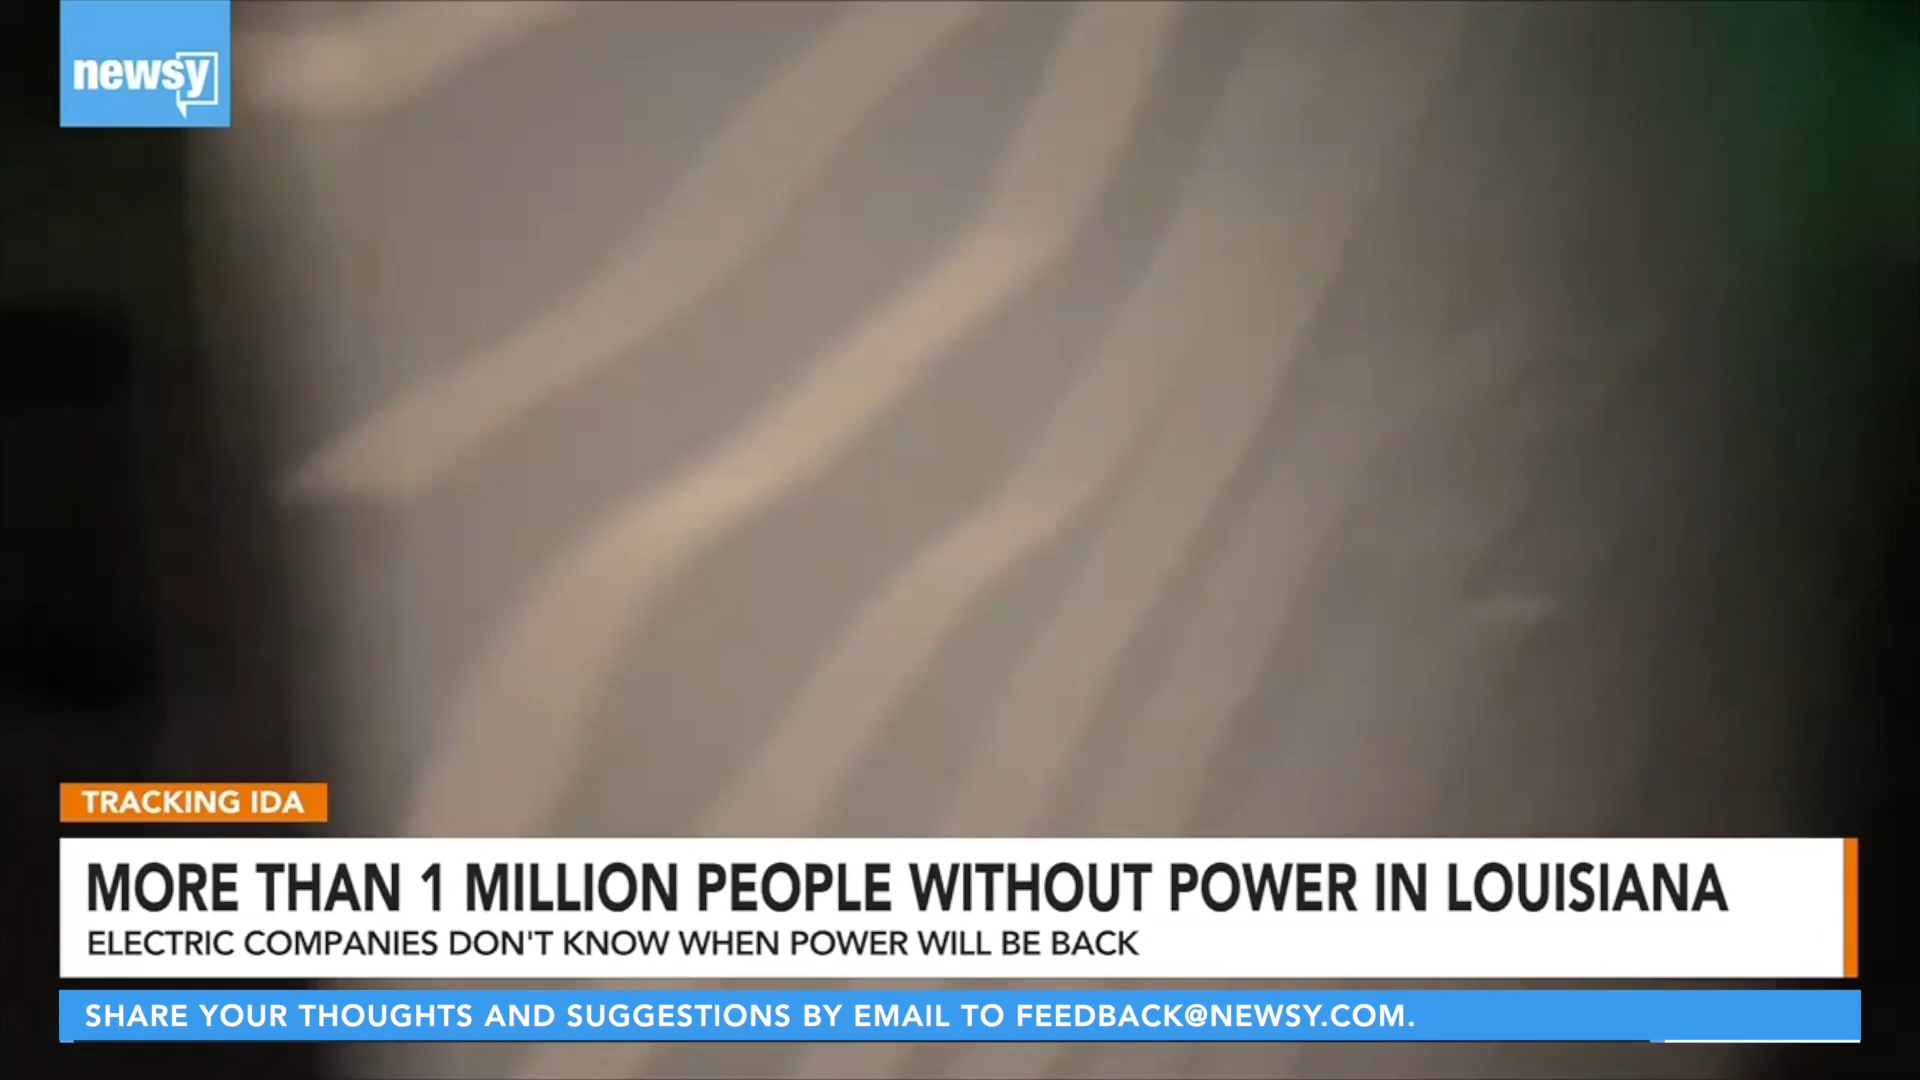 newsy
TRACKING IDA
MORE THAN 1 MILLION PEOPLE WITHOUT POWER IN LOUISIANA
ELECTRIC COMPANIES DON'T KNOW WHEN POWER WILL BE BACK
SHARE YOUR THOUGHTS AND SUGGESTIONS BY EMAIL TO FEEDBACK@NEWSY.COM.